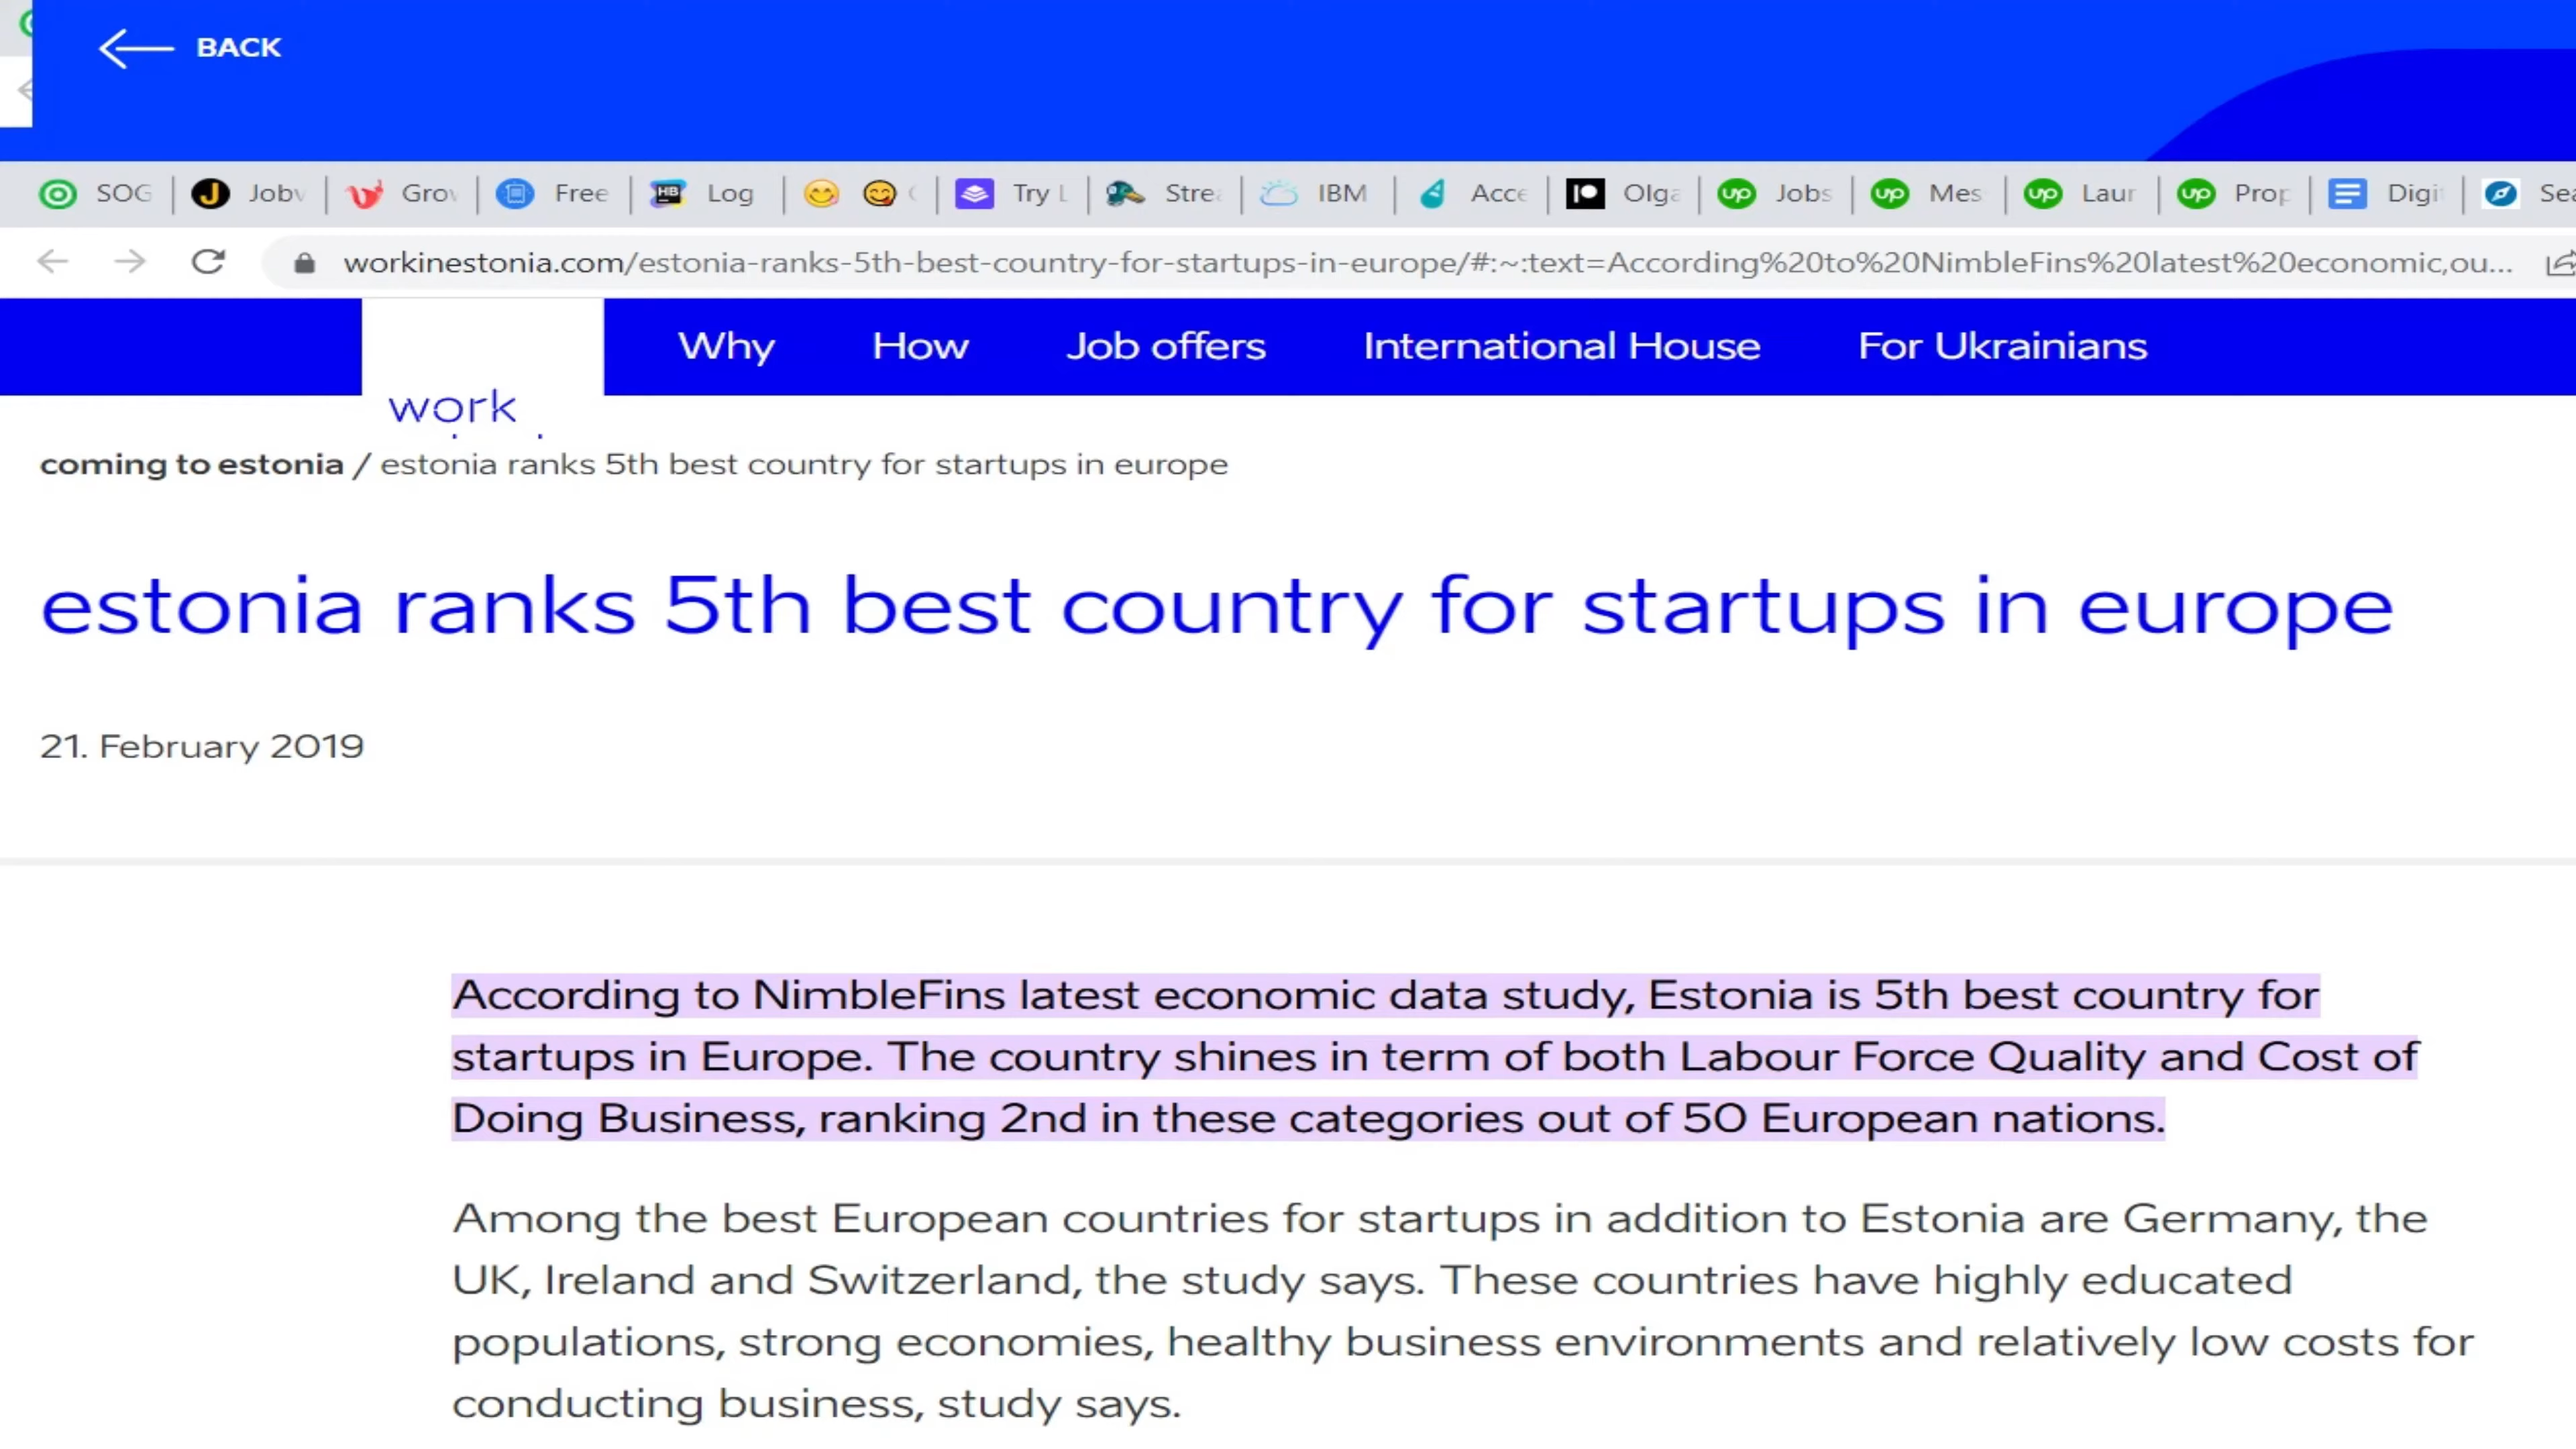 BACK
SOG
Job
Gro
Free
Log
Try L
Strea
IBM
Acce
Olga
Jobs
Mes
Laur
Prop
Digi
Sea
workinestonia.com/estonia-ranks-5th-best-country-for-startups-in-europe/#:~:text=According%20to%20NimbleFins%20latest%20economic,ou...
Why How Job offers International House For Ukrainians
work
coming to estonia / estonia ranks 5th best country for startups in europe
estonia ranks 5th best country for startups in europe
21. February 2019
According to NimbleFins latest economic data study, Estonia is 5th best country for
startups in Europe. The country shines in term of both Labour Force Quality and Cost of
Doing Business, ranking 2nd in these categories out of 50 European nations.
Among the best European countries for startups in addition to Estonia are Germany, the
UK, Ireland and Switzerland, the study says. These countries have highly educated
populations, strong economies, healthy business environments and relatively low costs for
conducting business, study says.